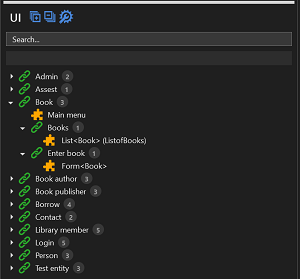 UI
Search...
Admin 2
Assest 1
Book 3
Main menu
Books 1
List<Book> (ListofBooks)
Enter book 1
Form<Book>
Book author 3
Book publisher 3
Borrow 4
Contact 2
Library member 5
Login 5
Person 3
Test entity 3